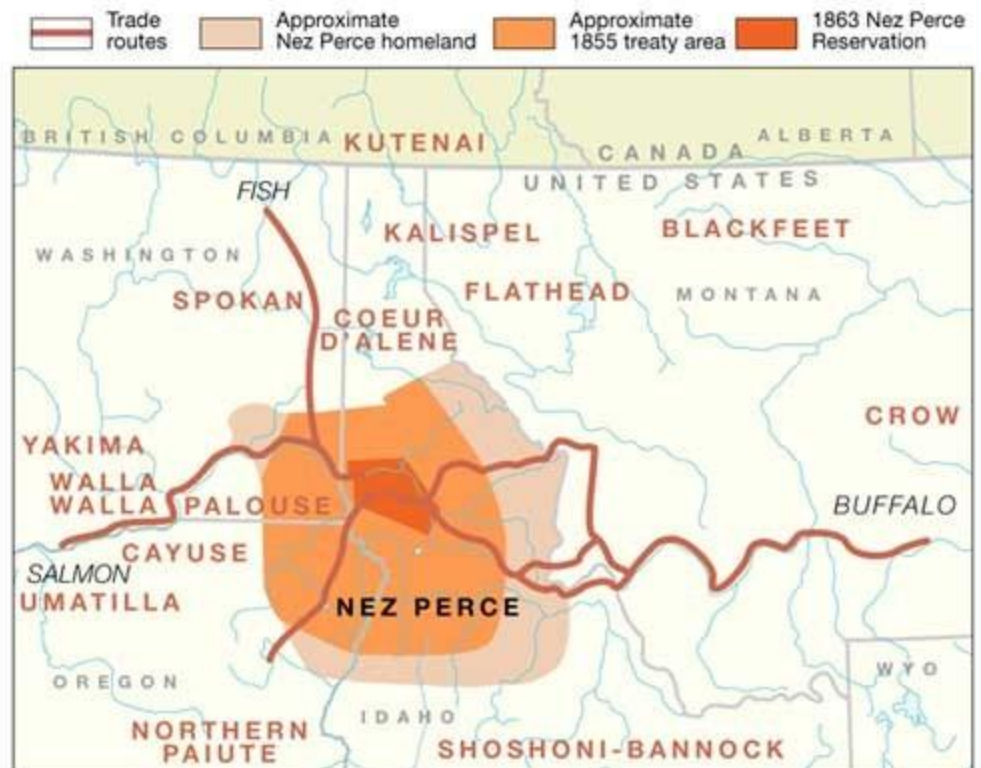 Trade
routes
Approximate
Nez Perce homeland
Approximate
1855 treaty area
1863 Nez Perce
Reservation
BRITISH COLUMBIA
KUTENAI
ALBERTA
CANADA
UNITED STATES
FISH
KALISPEL
BLACKFEET
WASHINGTON
SPOKAN
FLATHEAD
MONTANA
COEUR
D'ALENE
CROW
YAKIMA
WALLA
WALLA
PALOUSE
BUFFALO
CAYUSE
SALMON
UMATILLA
NEZ PERCE
OREGON
WYO
IDAHO
NORTHERN
PAIUTE
SHOSHONI-BANNOCK